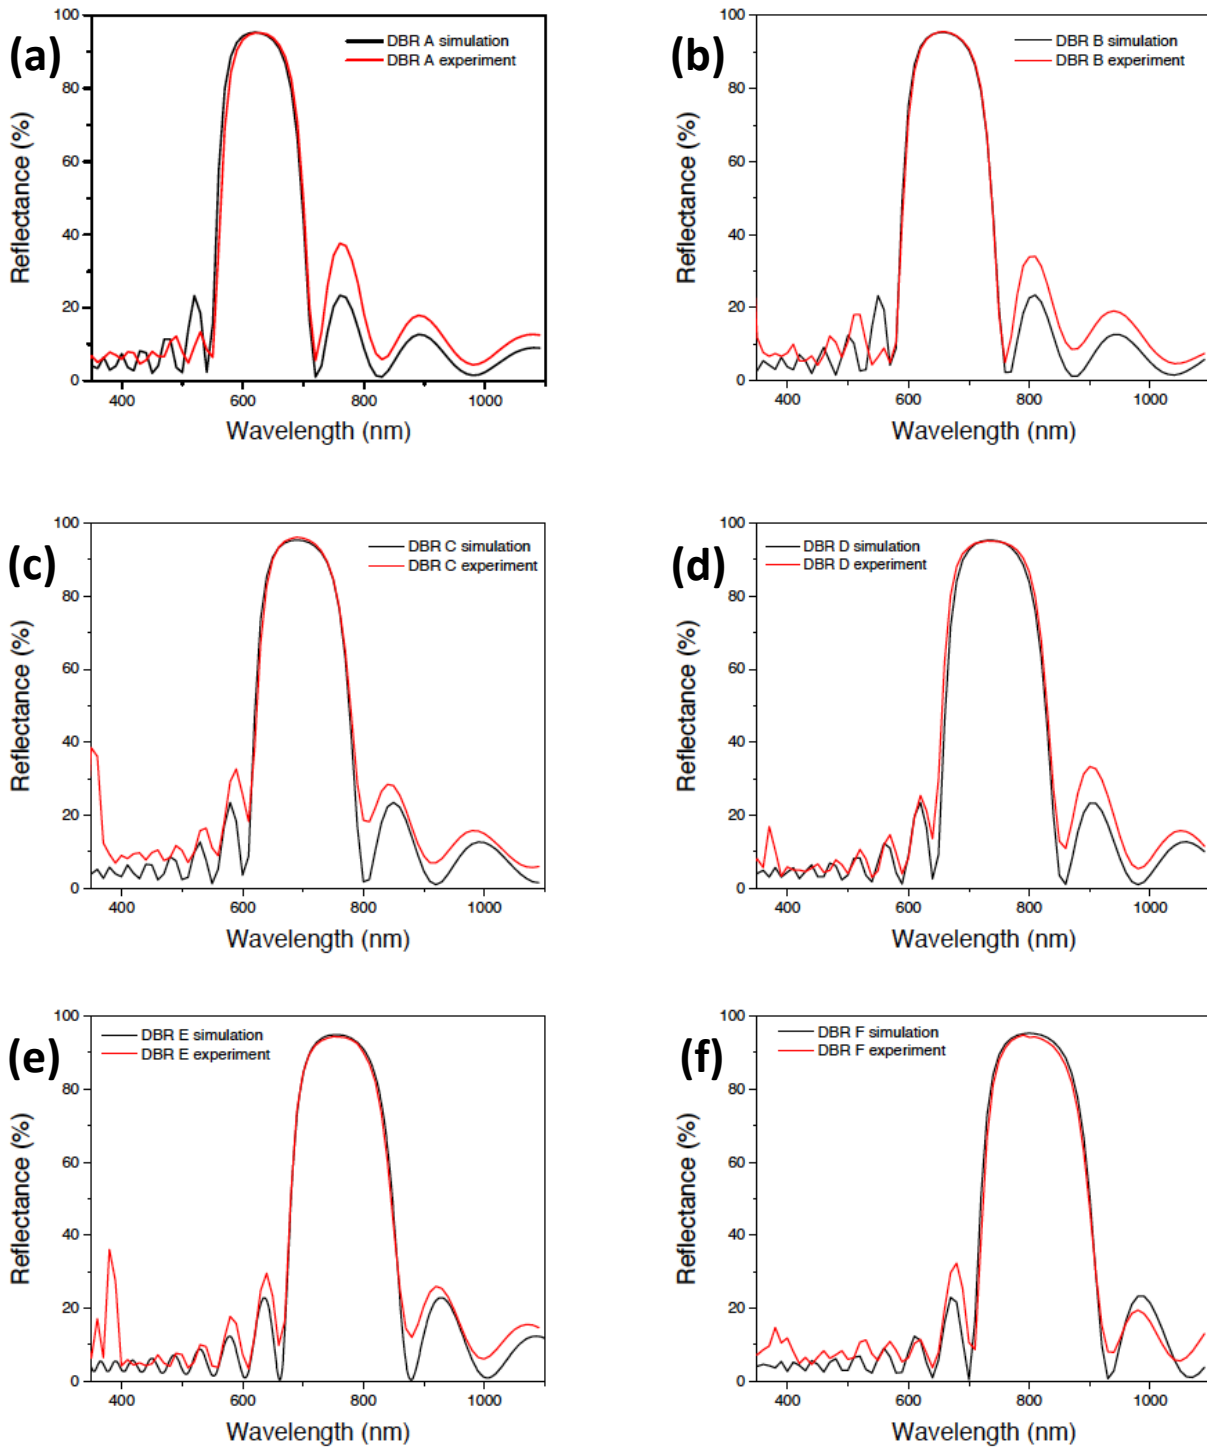 (a)
DBR A simulation
DBR A experiment
Reflectance (%)
100
80
60
40
20
0
400 600 800 1000
Wavelength (nm)
(b)
DBR B simulation
DBR B experiment
Reflectance (%)
100
80
60
40
20
0
400 600 800 1000
Wavelength (nm)
(c)
DBR C simulation
DBR C experiment
Reflectance (%)
100
80
60
40
20
0
400 600 800 1000
Wavelength (nm)
(d)
DBR D simulation
DBR D experiment
Reflectance (%)
100
80
60
40
20
0
400 600 800 1000
Wavelength (nm)
(e)
DBR E simulation
DBR E experiment
Reflectance (%)
100
80
60
40
20
0
400 600 800 1000
Wavelength (nm)
(f)
DBR F simulation
DBR F experiment
Reflectance (%)
100
80
60
40
20
0
400 600 800 1000
Wavelength (nm)